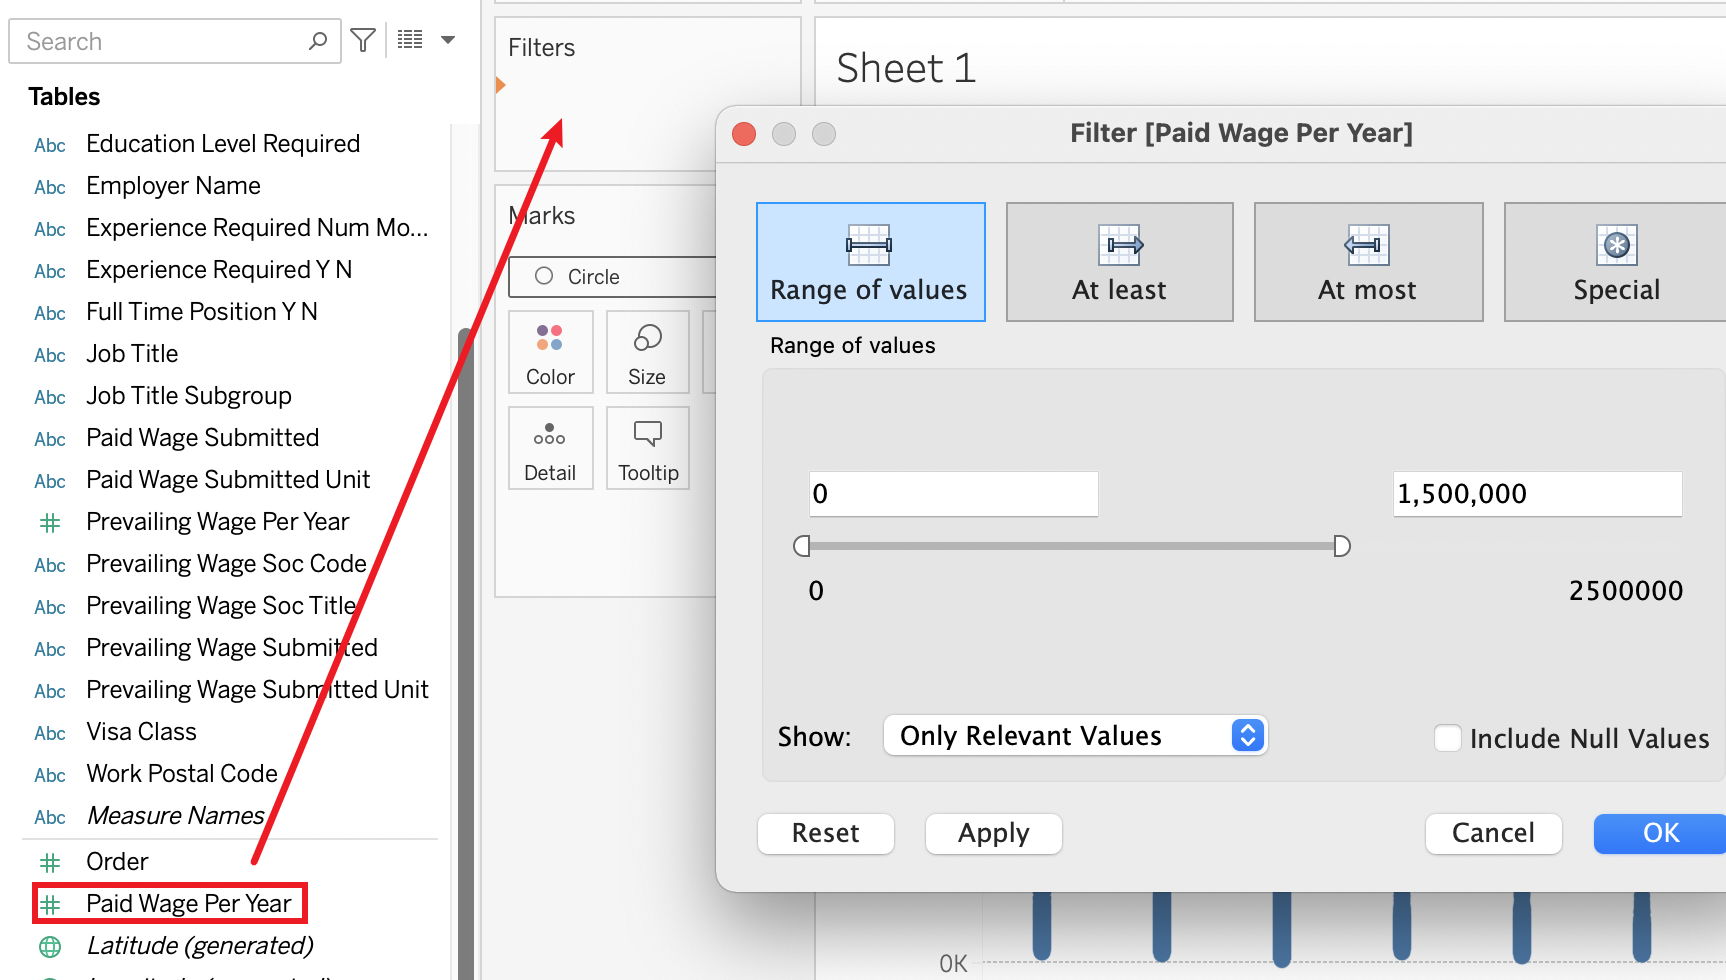 Search
Tables
Abc Education Level Required
Abc Employer Name
Abc Experience Required Num Mo...
Abc Experience Required Y N
Abc Full Time Position Y N
Abc Job Title
Abc Job Title Subgroup
Abc Paid Wage Submitted
Abc Paid Wage Submitted Unit
# Prevailing Wage Per Year
Abc Prevailing Wage Soc Code
Abc Prevailing Wage Soc Title
Abc Prevailing Wage Submitted
Abc Prevailing Wage Submitted Unit
Abc Visa Class
Abc Work Postal Code
Abc Measure Names
# Order
# Paid Wage Per Year
Latitude (generated)
Filters
Marks
Circle
Color Size
Detail Tooltip
Sheet 1
Filter [Paid Wage Per Year]
Range of values At least At most Special
Range of values
0 1,500,000
0 2500000
Show: Only Relevant Values Include Null Values
Reset Apply Cancel OK
0K